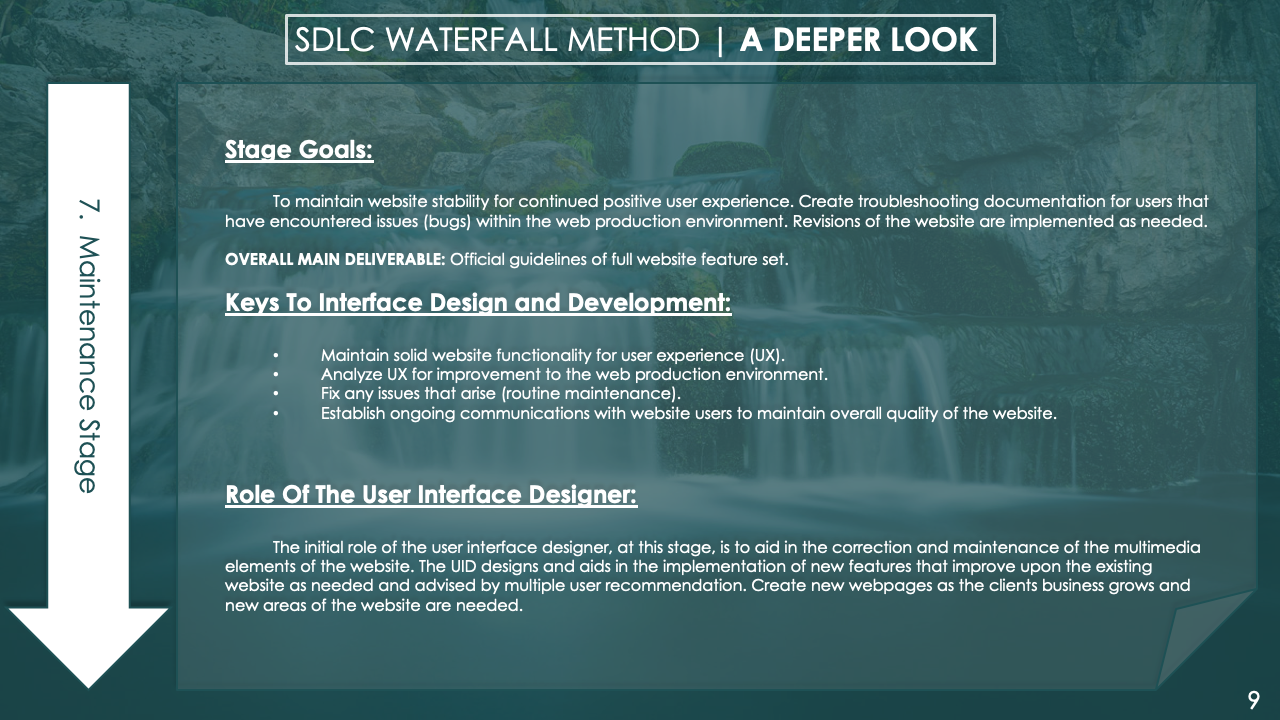 SDLC WATERFALL METHOD | A DEEPER LOOK
7. Maintenance Stage
Stage Goals:
To maintain website stability for continued positive user experience. Create troubleshooting documentation for users that
have encountered issues (bugs) within the web production environment. Revisions of the website are implemented as needed.
OVERALL MAIN DELIVERABLE: Official guidelines of full website feature set.
Keys To Interface Design and Development:
• Maintain solid website functionality for user experience (UX).
• Analyze UX for improvement to the web production environment.
• Fix any issues that arise (routine maintenance).
• Establish ongoing communications with website users to maintain overall quality of the website.
Role Of The User Interface Designer:
The initial role of the user interface designer, at this stage, is to aid in the correction and maintenance of the multimedia
elements of the website. The UID designs and aids in the implementation of new features that improve upon the existing
website as needed and advised by multiple user recommendation. Create new webpages as the clients business grows and
new areas of the website are needed.
9